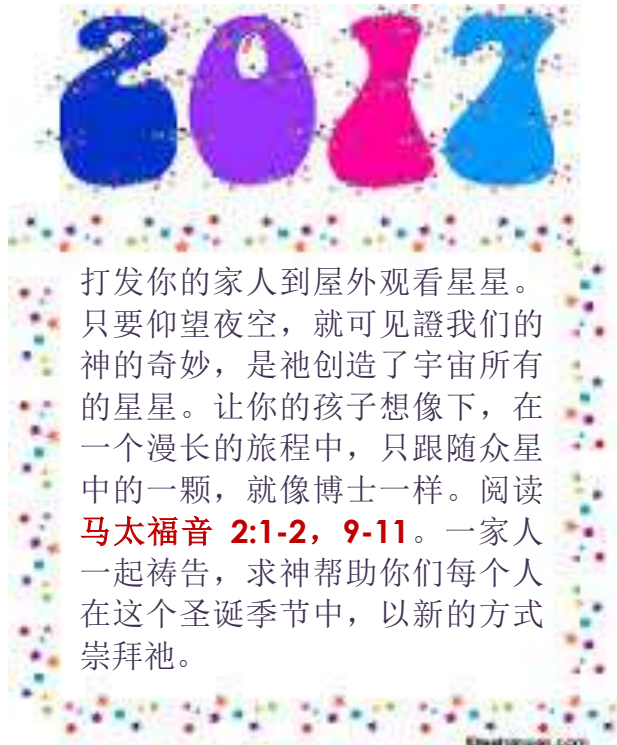 2017
打发你的家人到屋外观看星星。
只要仰望夜空，就可见證我们的
神的奇妙，是祂创造了宇宙所有
的星星。让你的孩子想像下，在
一个漫长的旅程中，只跟随众星
中的一颗，就像博士一样。阅读
马太福音 2:1-2，9-11。一家人
一起祷告，求神帮助你们每个人
在这个圣诞季节中，以新的方式
崇拜祂。